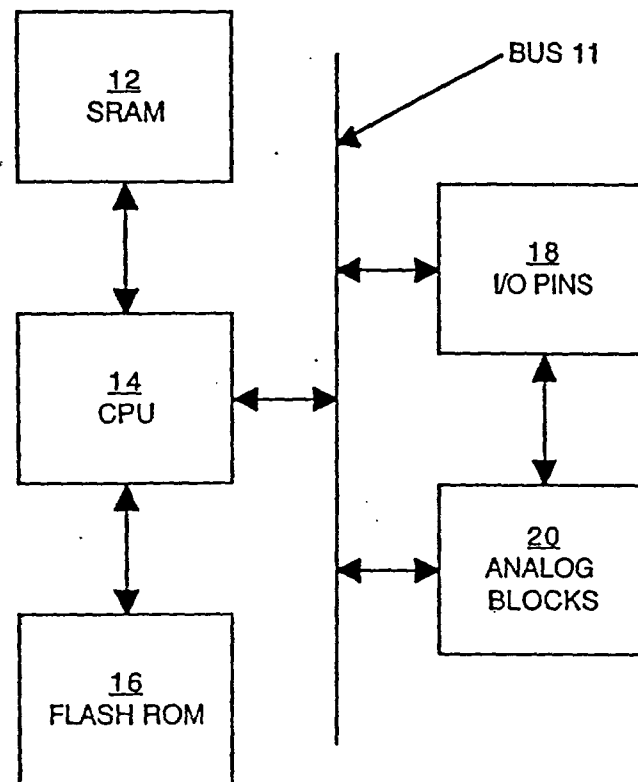 12
SRAM
BUS 11
18
I/O PINS
14
CPU
20
ANALOG
BLOCKS
16
FLASH ROM